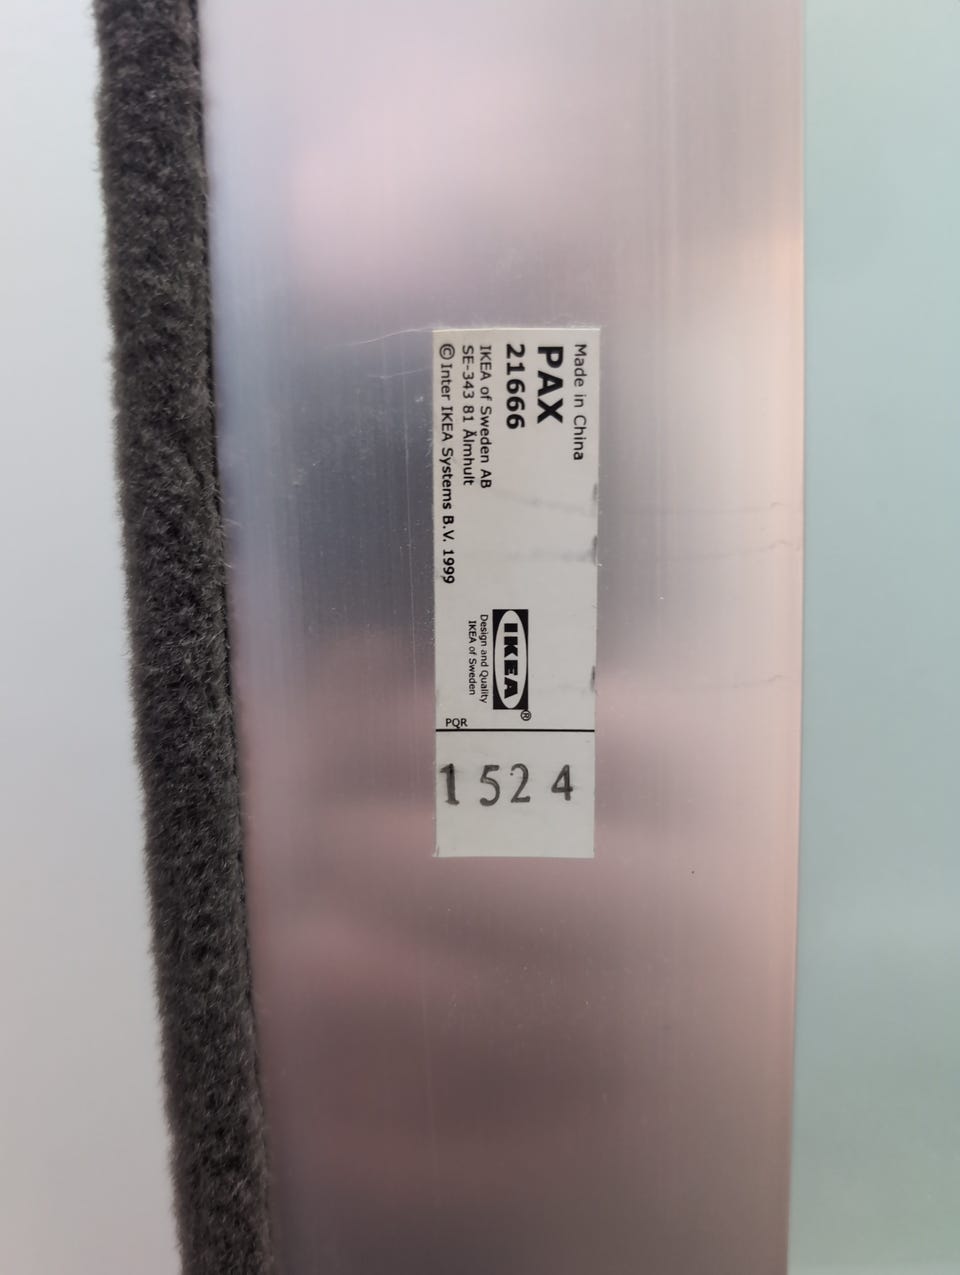 Made in China
PAX
21666
IKEA of Sweden AB
SE-343 81 Älmhult
© Inter IKEA Systems B.V. 1999
IKEA®
Design and Quality
IKEA of Sweden
PQR
1524